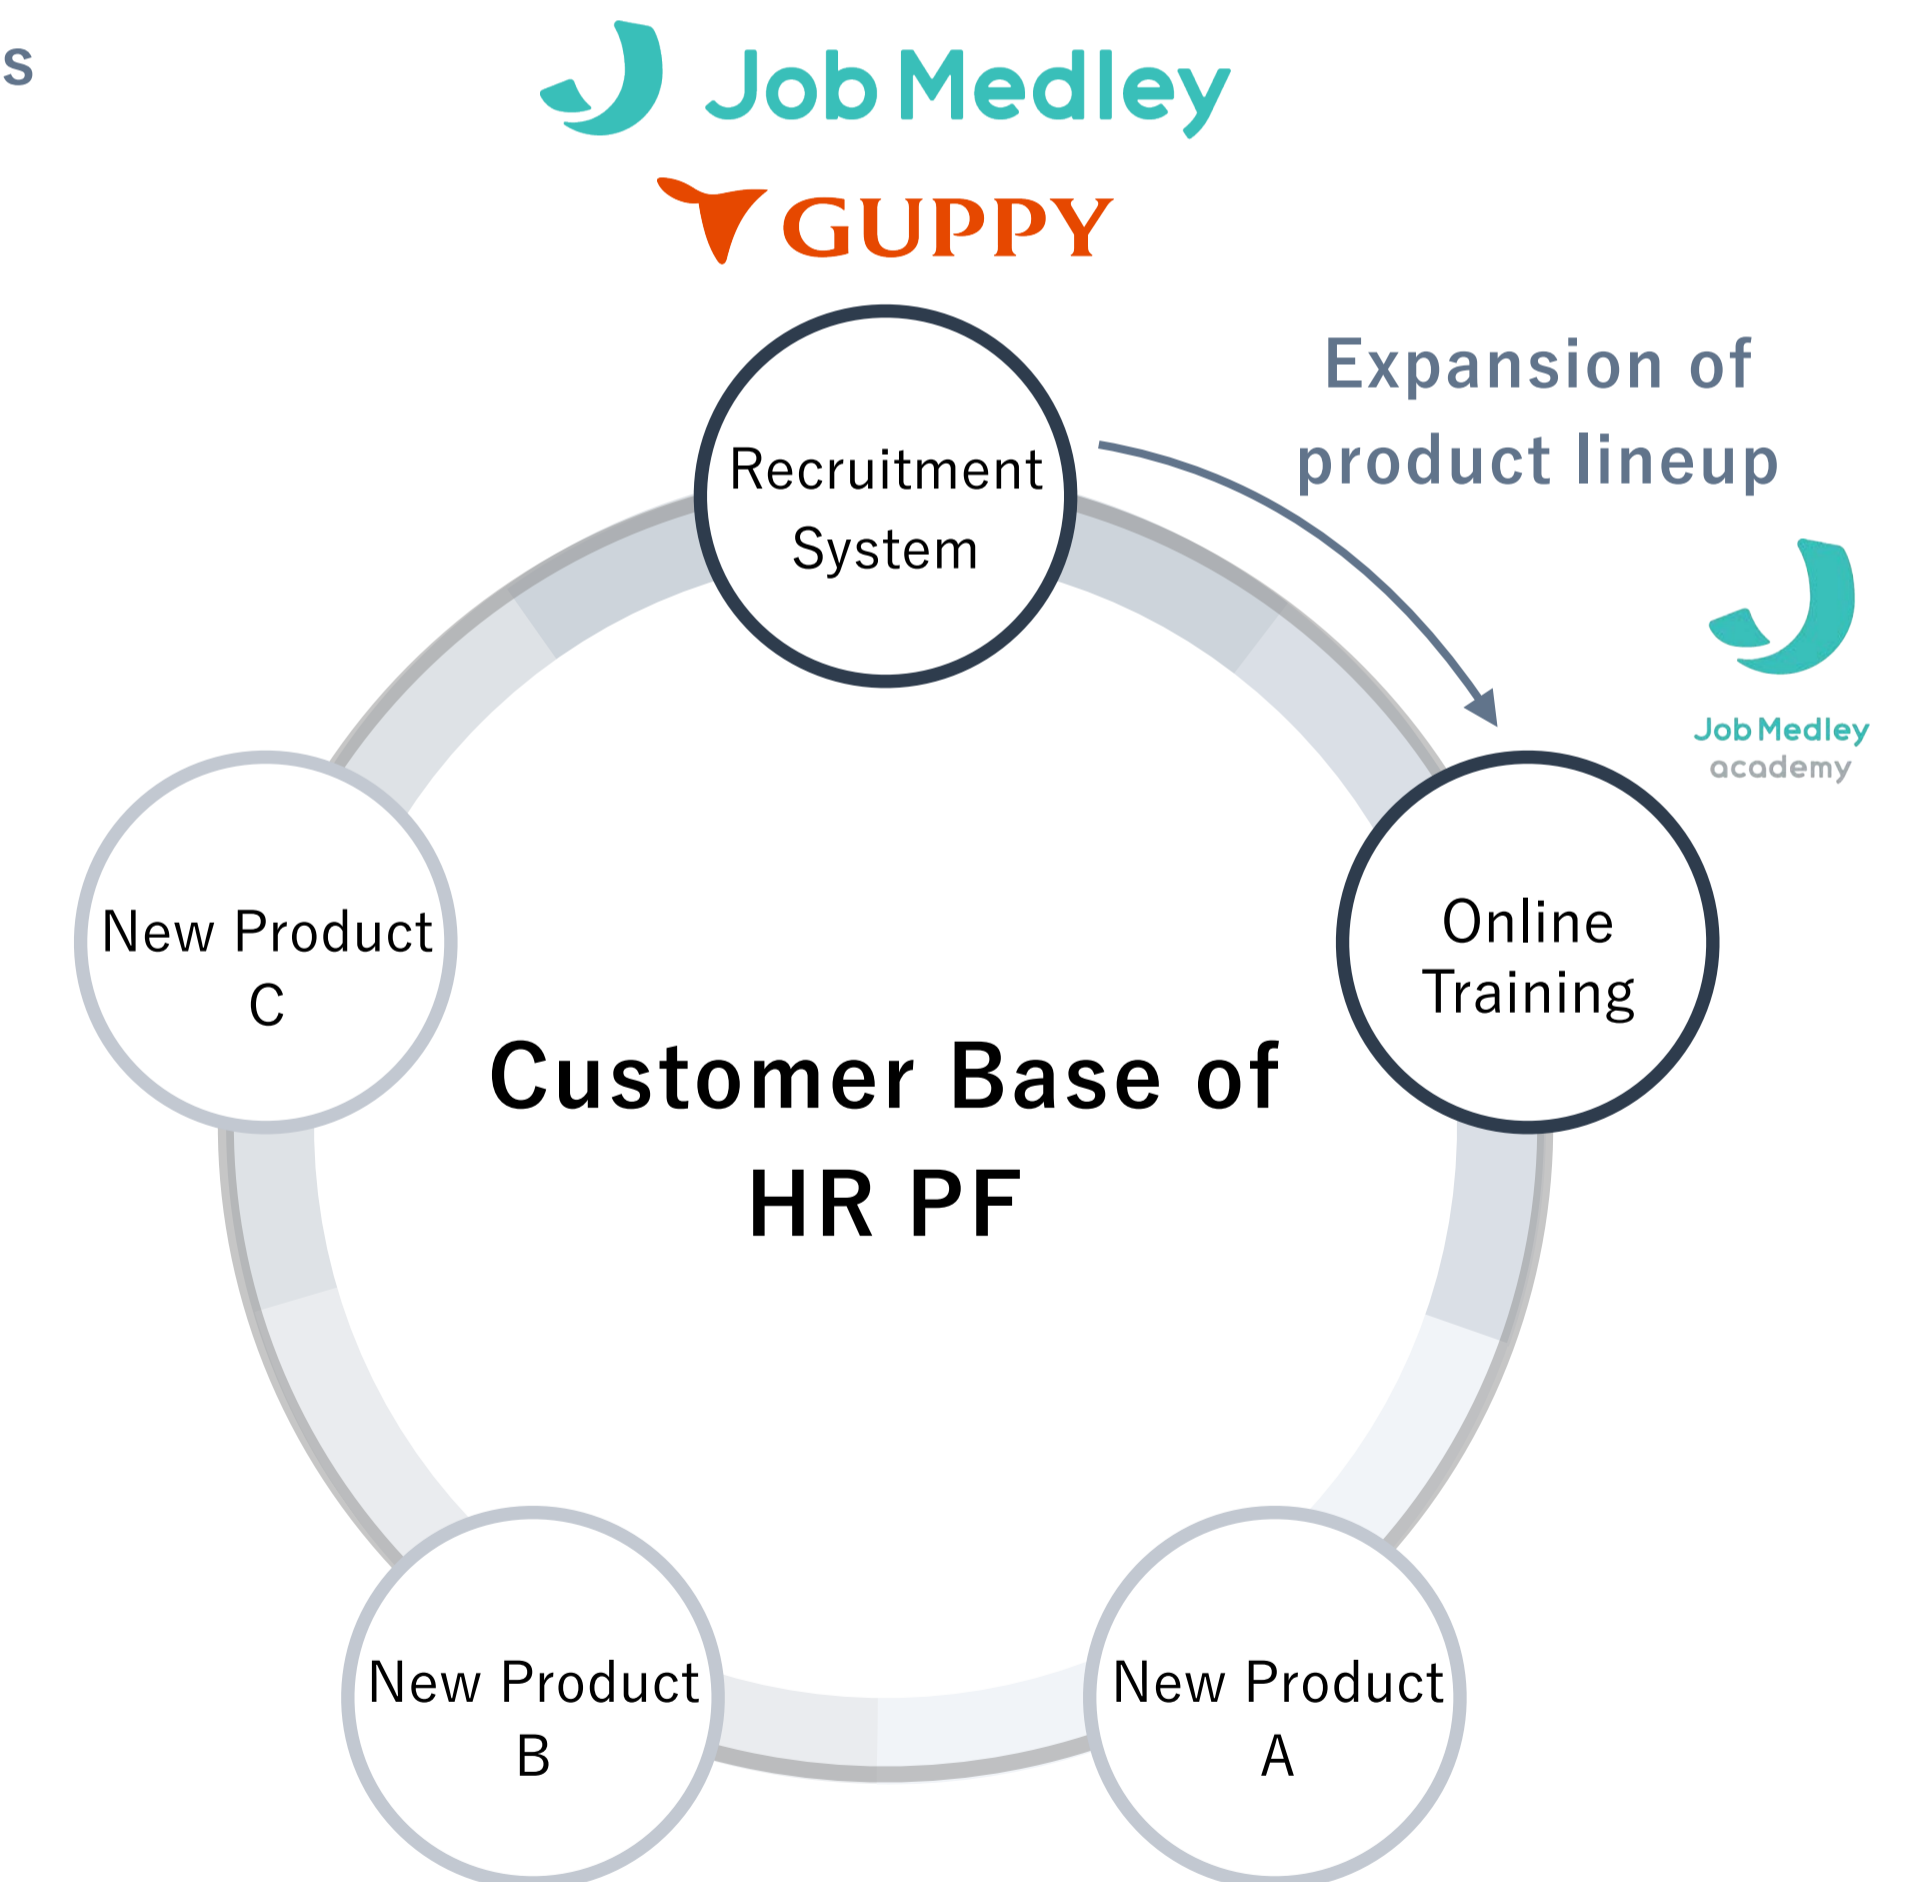 s
Job Medley
GUPPY
Expansion of
product lineup
Recruitment
System
Job Medley
academy
Online
Training
New Product
C
Customer Base of
HR PF
New Product
B
New Product
A